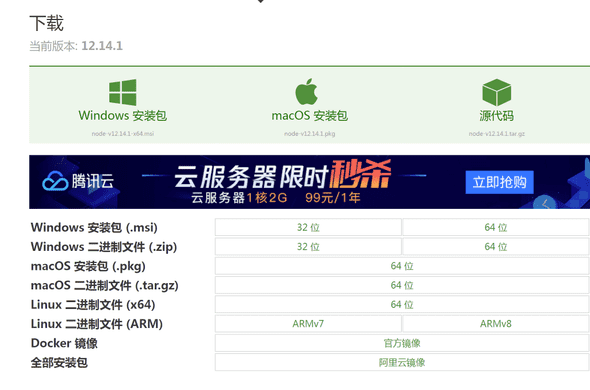 下载
当前版本: 12.14.1
Windows 安装包
macOS 安装包
源代码
node-v12.14.1-x64.msi
node-v12.14.1.pkg
node-v12.14.1.tar.gz
腾讯云
云服务器限时秒杀
云服务器1核2G 99元/1年
立即抢购
Windows 安装包 (.msi) 32 位 64 位
Windows 二进制文件 (.zip) 32 位 64 位
macOS 安装包 (.pkg) 64 位
macOS 二进制文件 (.tar.gz) 64 位
Linux 二进制文件 (x64) 64 位
Linux 二进制文件 (ARM) ARMv7 ARMv8
Docker 镜像 官方镜像
全部安装包 阿里云镜像